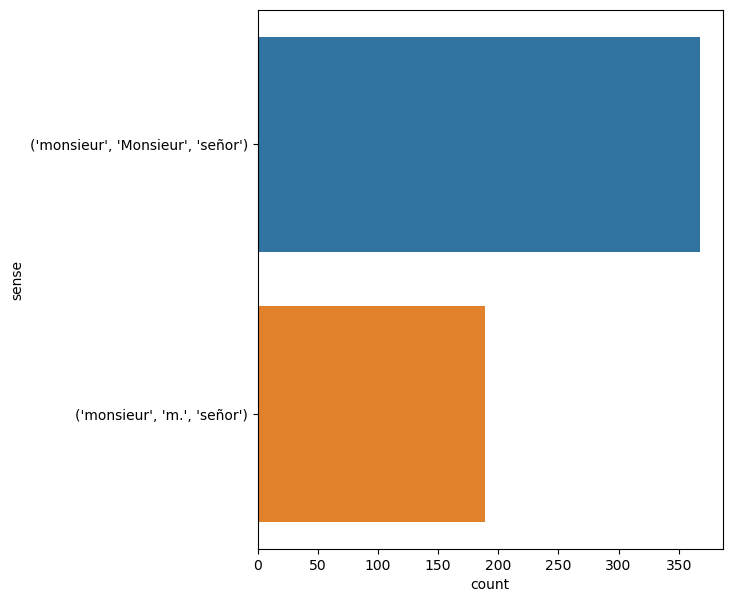 ('monsieur', 'Monsieur', 'señor')
('monsieur', 'm.', 'señor')
sense
0 50 100 150 200 250 300 350
count